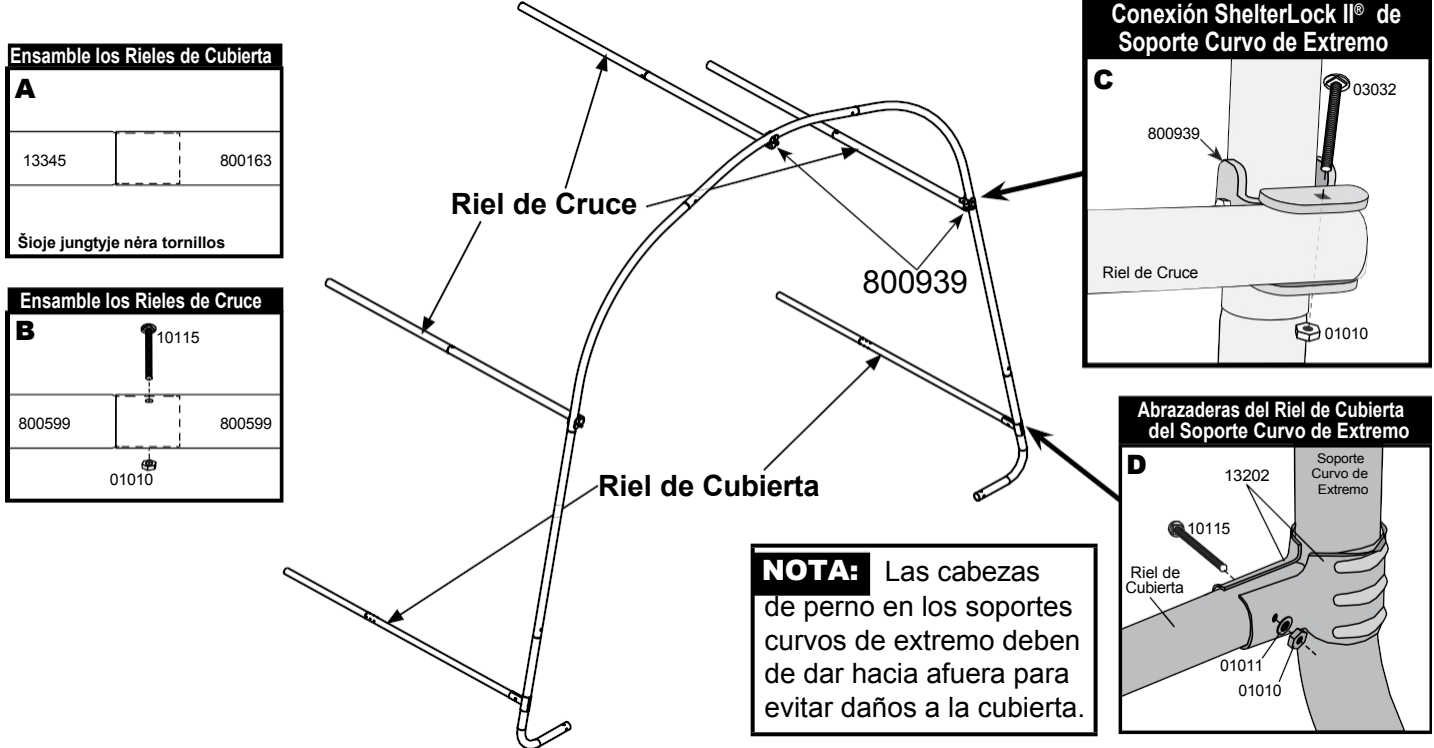 Ensamble los Rieles de Cubierta
A
13345
800163
Šioje jungtyje nėra tornillos
Ensamble los Rieles de Cruce
B
10115
800599
800599
01010
Riel de Cruce
800939
Riel de Cubierta
NOTA: Las cabezas
de perno en los soportes
curvos de extremo deben
de dar hacia afuera para
evitar daños a la cubierta.
Conexión ShelterLock II® de
Soporte Curvo de Extremo
C
03032
800939
Riel de Cruce
01010
Abrazaderas del Riel de Cubierta
del Soporte Curvo de Extremo
D
Soporte
Curvo de
Extremo
13202
10115
Riel de
Cubierta
01011
01010